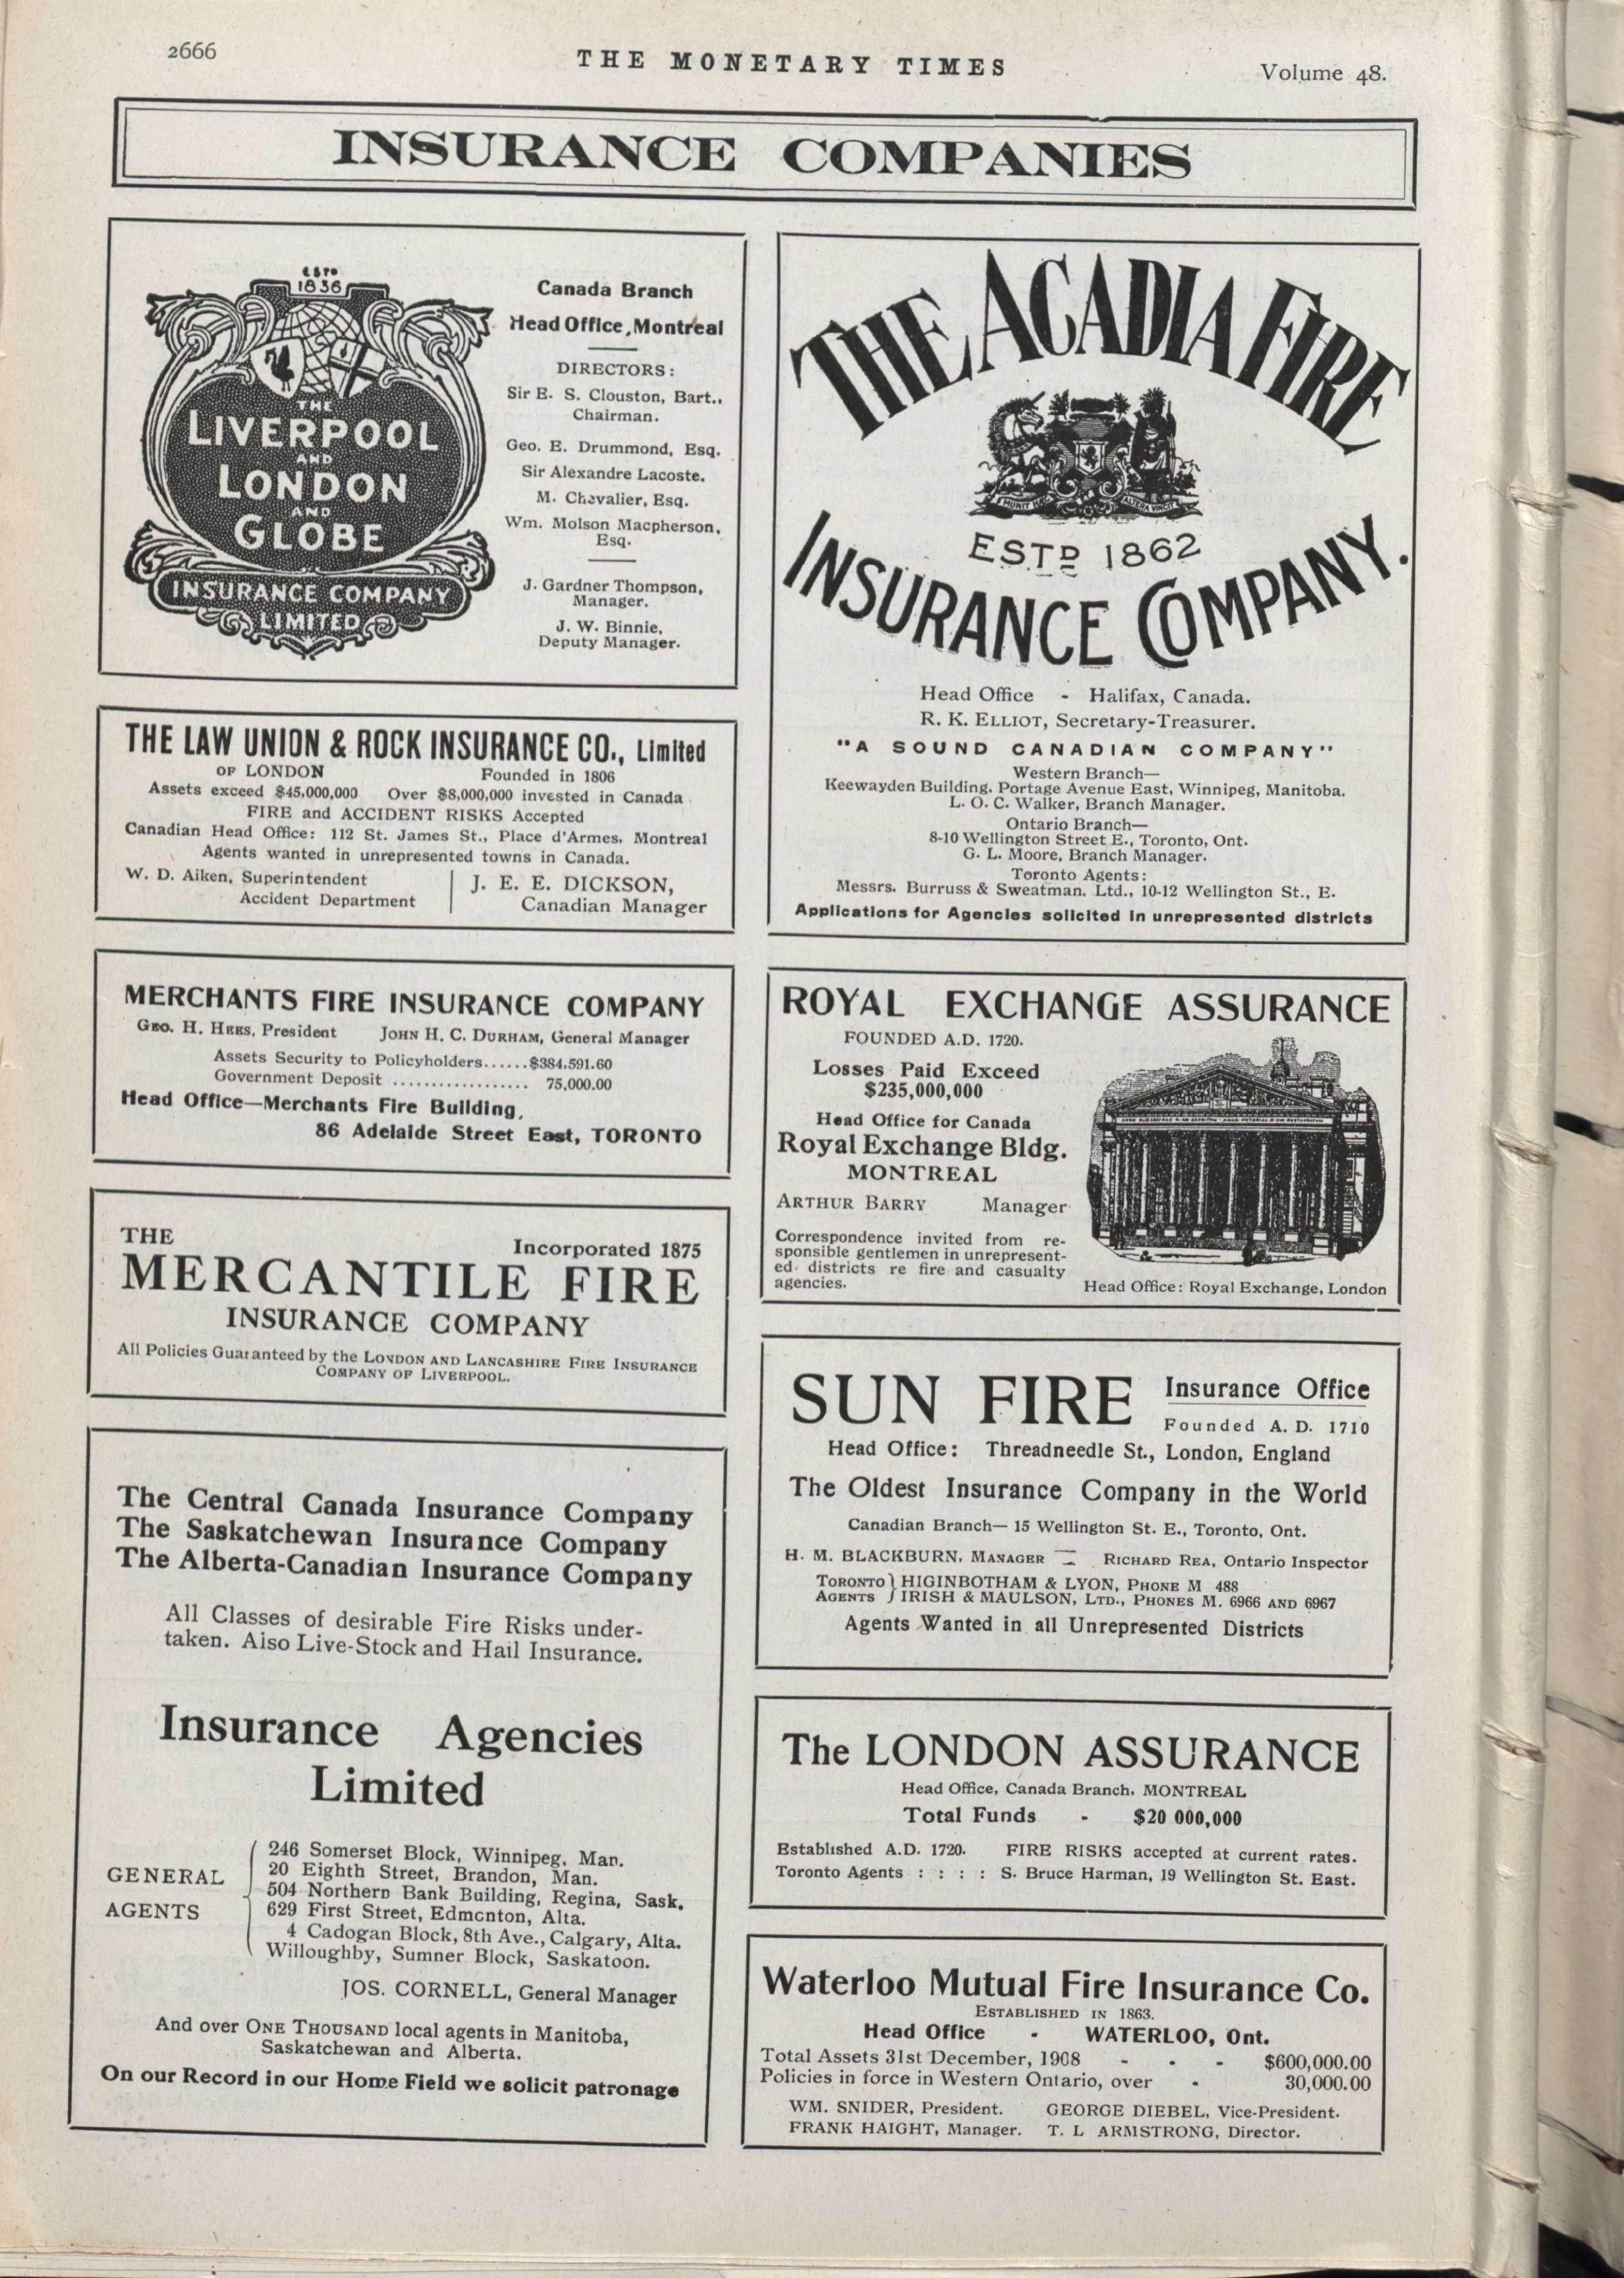 2666
THE MONETARY TIMES
Volume 48.
INSURANCE COMPANIES
ESTD
1836
THE
LIVERPOOL
AND
LONDON
AND
GLOBE
INSURANCE COMPANY
LIMITED
Canada Branch
Head Office, Montreal
DIRECTORS:
Sir E. S. Clouston, Bart.,
Chairman.
Geo. E. Drummond, Esq.
Sir Alexandre Lacoste.
M. Chevalier, Esq.
Wm. Molson Macpherson,
Esq.
J. Gardner Thompson,
Manager.
J. W. Binnie,
Deputy Manager.
THE LAW UNION & ROCK INSURANCE CO., Limited
OF LONDON Founded in 1806
Assets exceed $45,000,000 Over $8,000,000 invested in Canada
FIRE and ACCIDENT RISKS Accepted
Canadian Head Office: 112 St. James St., Place d'Armes, Montreal
Agents wanted in unrepresented towns in Canada.
W. D. Aiken, Superintendent
Accident Department
J. E. E. DICKSON,
Canadian Manager
MERCHANTS FIRE INSURANCE COMPANY
GEO. H. HEES, President JOHN H. C. DURHAM, General Manager
Assets Security to Policyholders......$384.591.60
Government Deposit .................. 75,000.00
Head Office—Merchants Fire Building,
86 Adelaide Street East, TORONTO
THE
Incorporated 1875
MERCANTILE FIRE
INSURANCE COMPANY
All Policies Guaranteed by the LONDON AND LANCASHIRE FIRE INSURANCE
COMPANY OF LIVERPOOL.
The Central Canada Insurance Company
The Saskatchewan Insurance Company
The Alberta-Canadian Insurance Company
All Classes of desirable Fire Risks under-
taken. Also Live-Stock and Hail Insurance.
Insurance Agencies
Limited
GENERAL
AGENTS
246 Somerset Block, Winnipeg, Man.
20 Eighth Street, Brandon, Man.
504 Northern Bank Building, Regina, Sask.
629 First Street, Edmonton, Alta.
4 Cadogan Block, 8th Ave., Calgary, Alta.
Willoughby, Sumner Block, Saskatoon.
JOS. CORNELL, General Manager
And over ONE THOUSAND local agents in Manitoba,
Saskatchewan and Alberta.
On our Record in our Home Field we solicit patronage
THE ACADIA FIRE
MUNIT HAEC ALTERA VINCIT
ESTD 1862
INSURANCE COMPANY.
Head Office - Halifax, Canada.
R. K. ELLIOT, Secretary-Treasurer.
"A SOUND CANADIAN COMPANY"
Western Branch—
Keewayden Building, Portage Avenue East, Winnipeg, Manitoba.
L. O. C. Walker, Branch Manager.
Ontario Branch—
8-10 Wellington Street E., Toronto, Ont.
G. L. Moore, Branch Manager.
Toronto Agents:
Messrs. Burruss & Sweatman, Ltd., 10-12 Wellington St., E.
Applications for Agencies solicited in unrepresented districts
ROYAL EXCHANGE ASSURANCE
FOUNDED A.D. 1720.
Losses Paid Exceed
$235,000,000
Head Office for Canada
Royal Exchange Bldg.
MONTREAL
ARTHUR BARRY Manager
Correspondence invited from re-
sponsible gentlemen in unrepresent-
ed districts re fire and casualty
agencies.
Head Office: Royal Exchange, London
SUN FIRE
Insurance Office
Founded A. D. 1710
Head Office: Threadneedle St., London, England
The Oldest Insurance Company in the World
Canadian Branch— 15 Wellington St. E., Toronto, Ont.
H. M. BLACKBURN, MANAGER — RICHARD REA, Ontario Inspector
TORONTO } HIGINBOTHAM & LYON, PHONE M 488
AGENTS } IRISH & MAULSON, LTD., PHONES M. 6966 AND 6967
Agents Wanted in all Unrepresented Districts
The LONDON ASSURANCE
Head Office, Canada Branch, MONTREAL
Total Funds - $20 000,000
Established A.D. 1720. FIRE RISKS accepted at current rates.
Toronto Agents : : : : S. Bruce Harman, 19 Wellington St. East.
Waterloo Mutual Fire Insurance Co.
ESTABLISHED IN 1863.
Head Office - WATERLOO, Ont.
Total Assets 31st December, 1908 - - - $600,000.00
Policies in force in Western Ontario, over - 30,000.00
WM. SNIDER, President. GEORGE DIEBEL, Vice-President.
FRANK HAIGHT, Manager. T. L ARMSTRONG, Director.